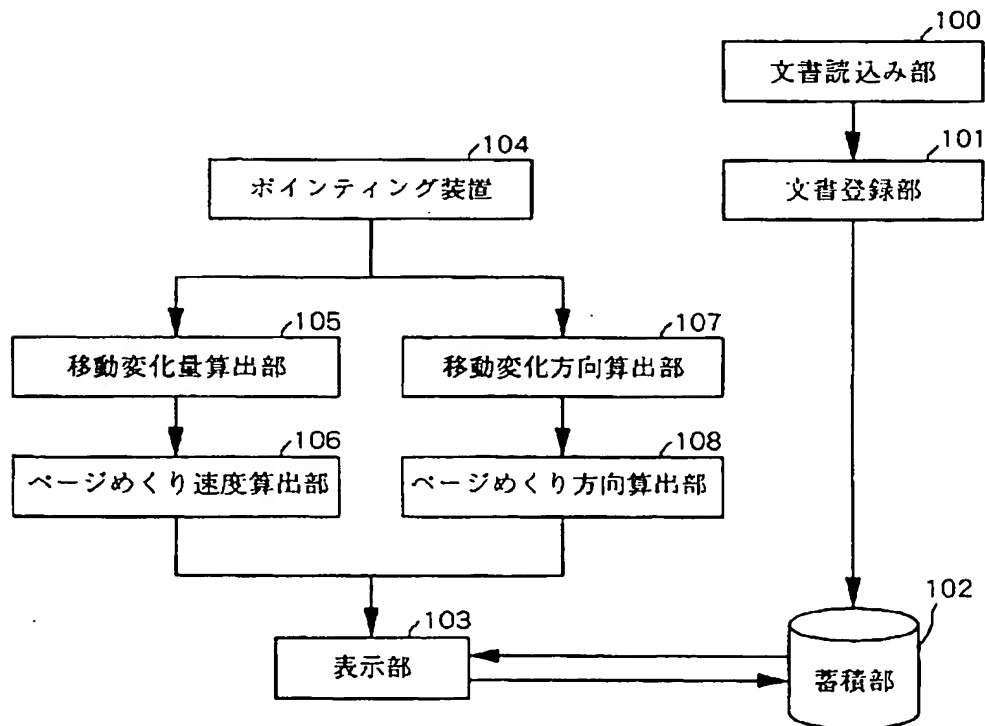 100
文書読込み部
101
文書登録部
104
ポインティング装置
105
移動変化量算出部
107
移動変化方向算出部
106
ページめくり速度算出部
108
ページめくり方向算出部
103
表示部
102
蓄積部